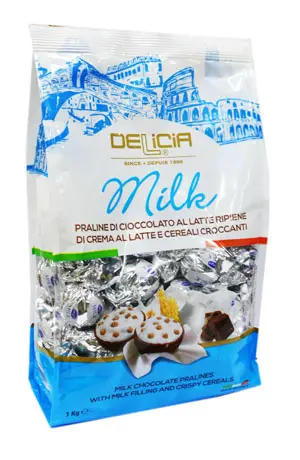 DELICIA
SINCE • DEPUIS 1996
Milk
PRALINE DI CIOCCOLATO AL LATTE RIPIENE
DI CREMA AL LATTE E CEREALI CROCCANTI
MILK CHOCOLATE PRALINES
WITH MILK FILLING AND CRISPY CEREALS
1 Kg e